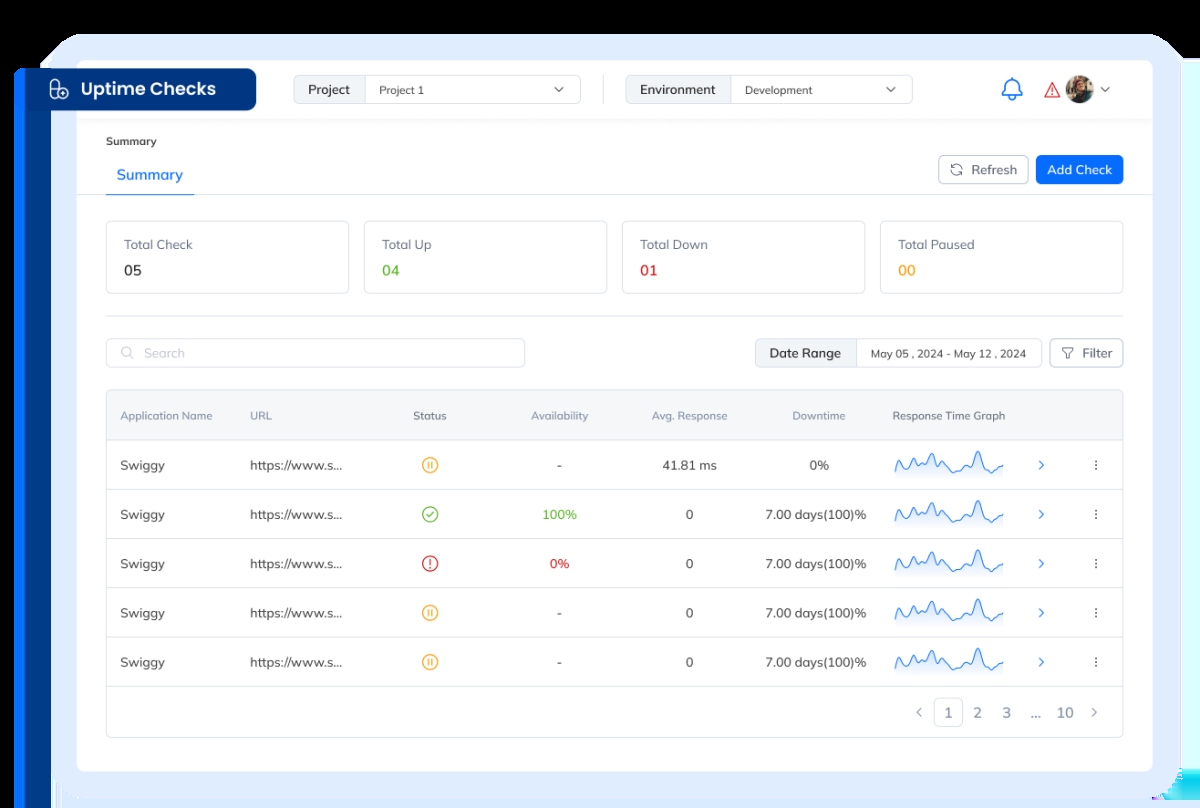 Uptime Checks
Project Project 1
Environment Development
Summary
Summary
Refresh
Add Check
Total Check
05
Total Up
04
Total Down
01
Total Paused
00
Search
Date Range May 05 , 2024 - May 12 , 2024
Filter
Application Name URL Status Availability Avg. Response Downtime Response Time Graph
Swiggy https://www.s... - 41.81 ms 0%
Swiggy https://www.s... 100% 0 7.00 days(100)%
Swiggy https://www.s... 0% 0 7.00 days(100)%
Swiggy https://www.s... - 0 7.00 days(100)%
Swiggy https://www.s... - 0 7.00 days(100)%
1 2 3 ... 10